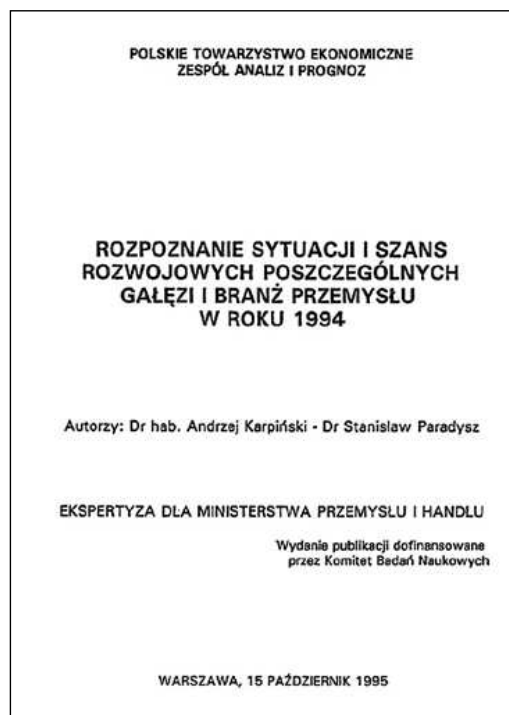 POLSKIE TOWARZYSTWO EKONOMICZNE
ZESPÓŁ ANALIZ I PROGNOZ
ROZPOZNANIE SYTUACJI I SZANS
ROZWOJOWYCH POSZCZEGÓLNYCH
GAŁĘZI I BRANŻ PRZEMYSŁU
W ROKU 1994
Autorzy: Dr hab. Andrzej Karpiński - Dr Stanisław Paradysz
EKSPERTYZA DLA MINISTERSTWA PRZEMYSŁU I HANDLU
Wydanie publikacji dofinansowane
przez Komitet Badań Naukowych
WARSZAWA, 15 PAŹDZIERNIK 1995